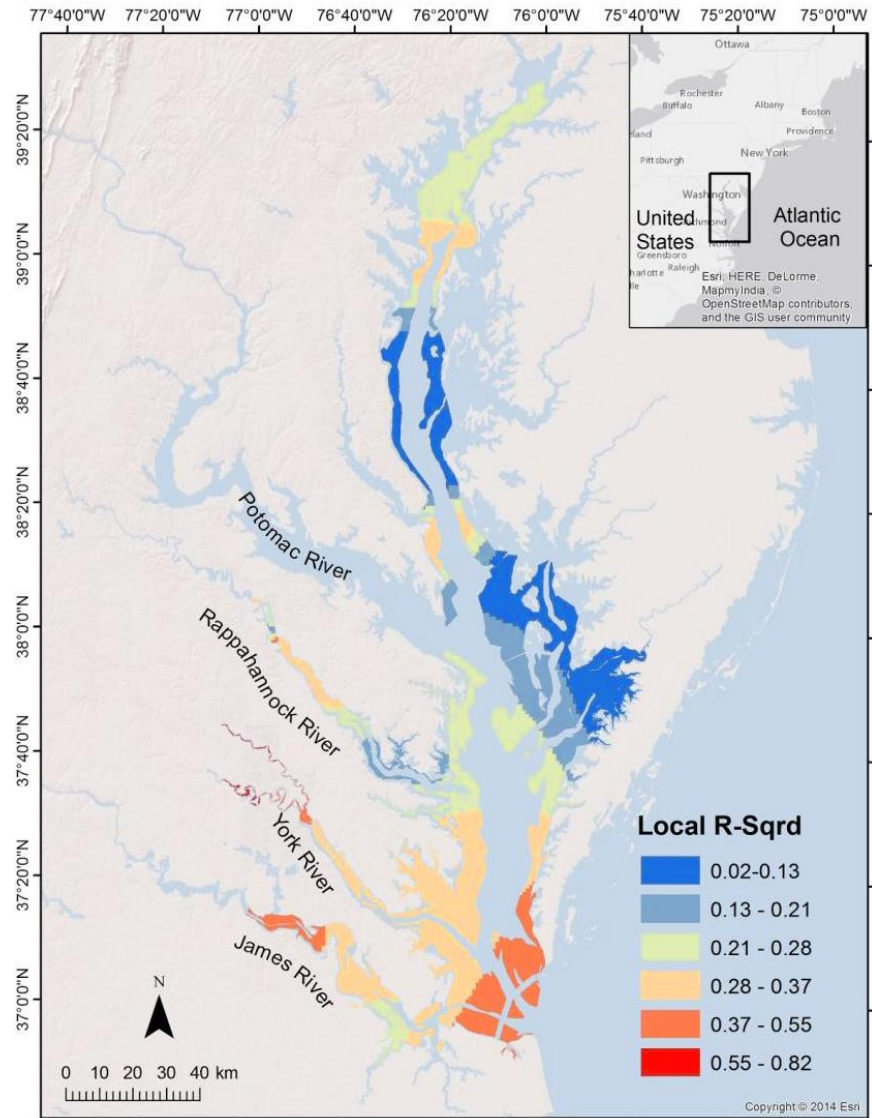 77°40'0"W 77°20'0"W 77°0'0"W 76°40'0"W 76°20'0"W 76°0'0"W 75°40'0"W 75°20'0"W 75°0'0"W
39°20'0"N
39°0'0"N
38°40'0"N
38°20'0"N
38°0'0"N
37°40'0"N
37°20'0"N
37°0'0"N
Ottawa
Rochester
Buffalo
Albany
Boston
eland
Providence
Pittsburgh
New York
Washington
United
States
Atlantic
Ocean
chmond
Norfolk
Greensboro
Raleigh
harlotte
lle
Esri, HERE, DeLorme,
MapmyIndia, ©
OpenStreetMap contributors,
and the GIS user community
Potomac River
Rappahannock River
York River
James River
Local R-Sqrd
0.02-0.13
0.13 - 0.21
0.21 - 0.28
0.28 - 0.37
0.37 - 0.55
0.55 - 0.82
N
0 10 20 30 40 km
Copyright © 2014 Esri